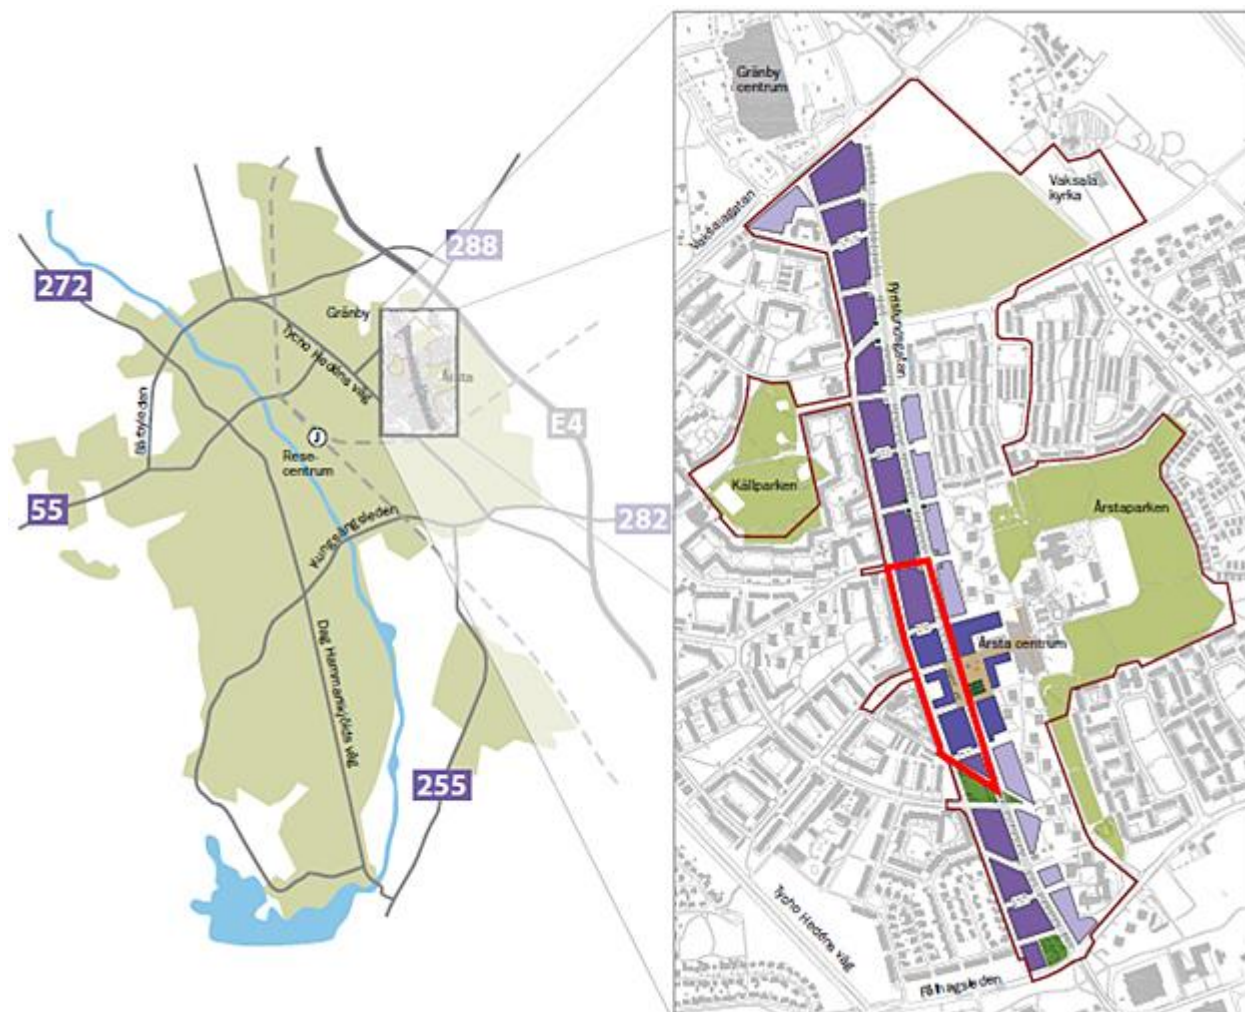 288
272
Gränby
Tycho Hedéns väg
Årsta
Bärbyleden
E4
J
Rese-
centrum
55
Kungsängsleden
282
Dag Hammarskjölds väg
255
Gränby
centrum
Vaksalagatan
Vaksala
kyrka
Fyrislundsgatan
Källparken
Årstaparken
Årsta centrum
Tycho Hedéns väg
Fålhagsleden